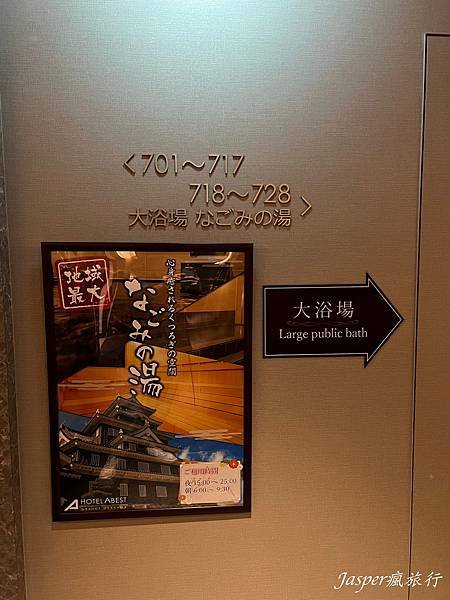 <701～717
718～728 >
大浴場 なごみの湯
大浴場
Large public bath
地域
最大
心身癒されるくつろぎの空間
なごみの湯
ご利用時間
夜 15:00～25:00
朝 6:00～9:30
HOTEL ABEST
Jasper瘋旅行